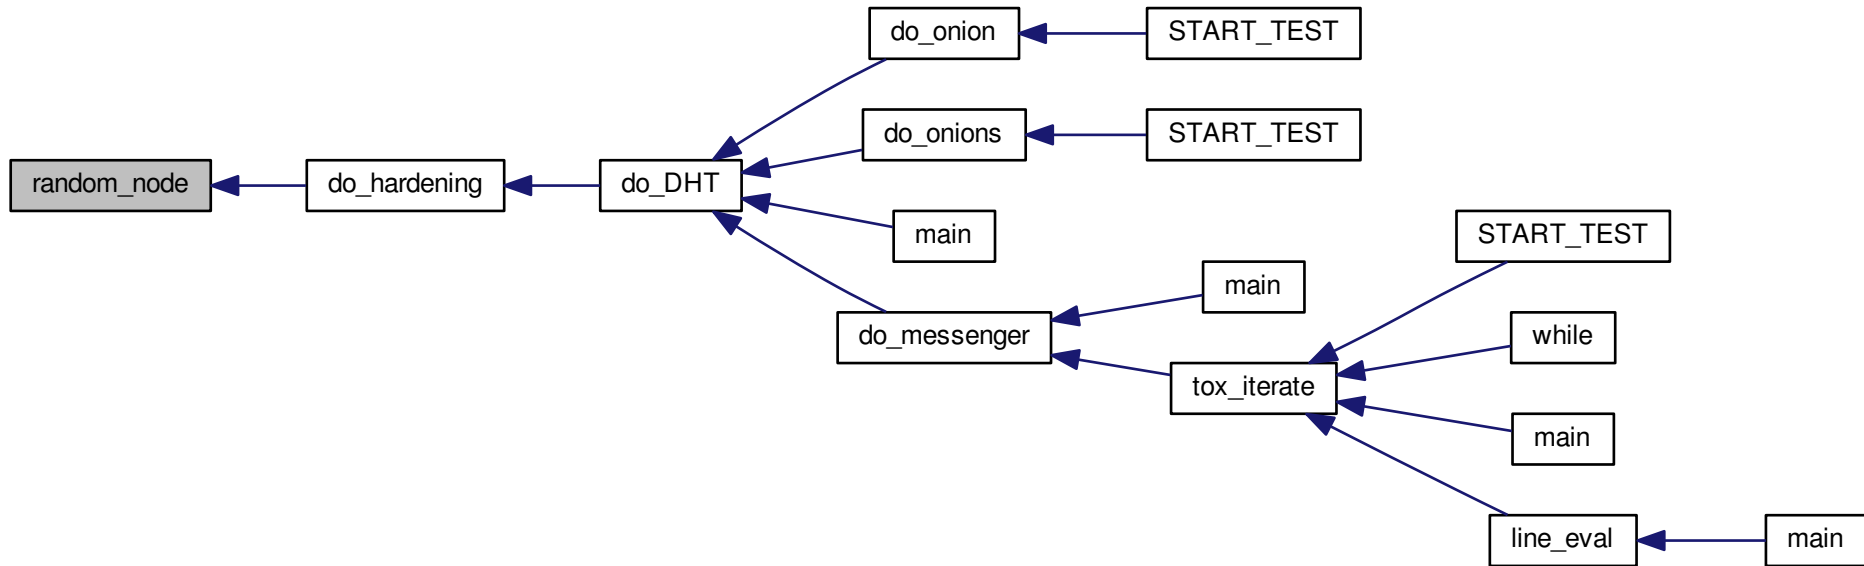 do_onion
START_TEST
do_onions
START_TEST
random_node
do_hardening
do_DHT
main
START_TEST
main
do_messenger
while
tox_iterate
main
line_eval
main